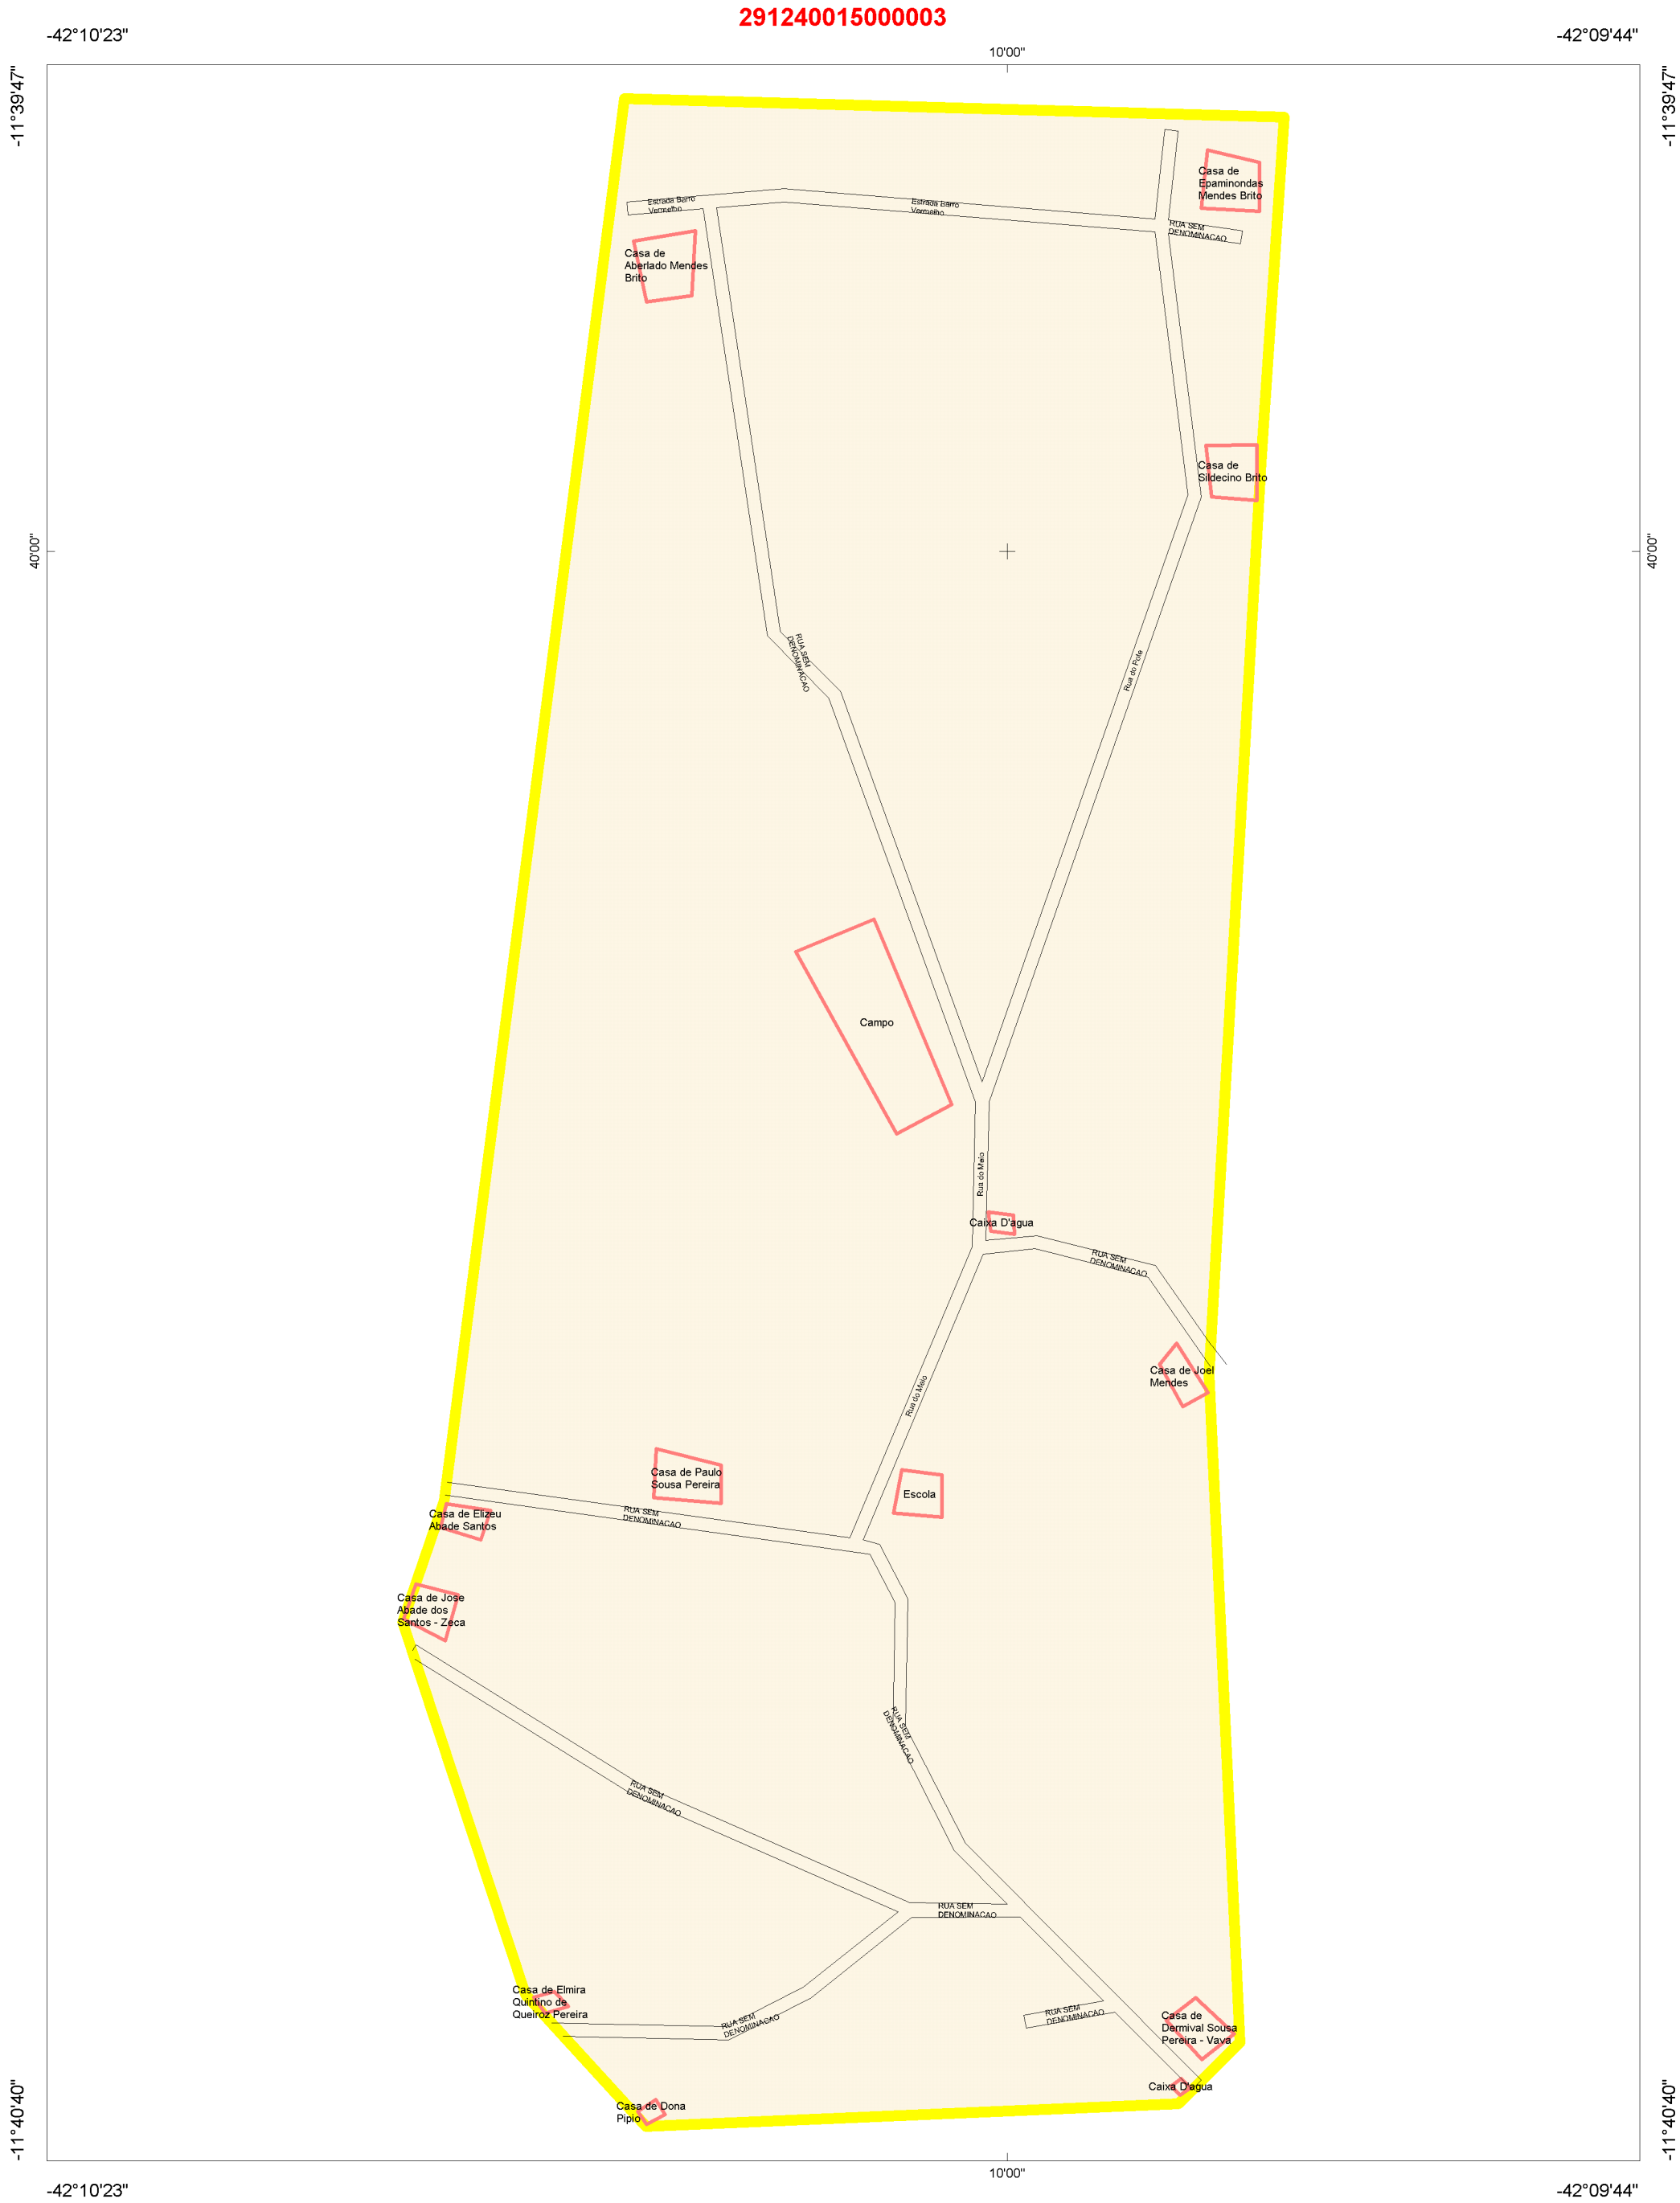 291240015000003
-42°10'23"
-42°09'44"
10'00"
-11°39'47"
-11°39'47"
Casa de
Epaminondas
Mendes Brito
Estrada Barro
Vermelho
Estrada Barro
Vermelho
RUA SEM
DENOMINACAO
Casa de
Aberlado Mendes
Brito
Casa de
Sildecino Brito
40'00"
40'00"
RUA SEM
DENOMINACAO
Rua do Pofe
Campo
Rua do Meio
Caixa D'agua
RUA SEM
DENOMINACAO
Casa de Joel
Mendes
Rua do Meio
Casa de Paulo
Sousa Pereira
Escola
RUA SEM
DENOMINACAO
Casa de Elizeu
Abade Santos
Casa de Jose
Abade dos
Santos - Zeca
RUA SEM
DENOMINACAO
RUA SEM
DENOMINACAO
RUA SEM
DENOMINACAO
Casa de Elmira
Quintino de
Queiroz Pereira
RUA SEM
DENOMINACAO
RUA SEM
DENOMINACAO
Casa de
Dermival Sousa
Pereira - Vava
Caixa D'agua
Casa de Dona
Pipio
-11°40'40"
-11°40'40"
10'00"
-42°10'23"
-42°09'44"